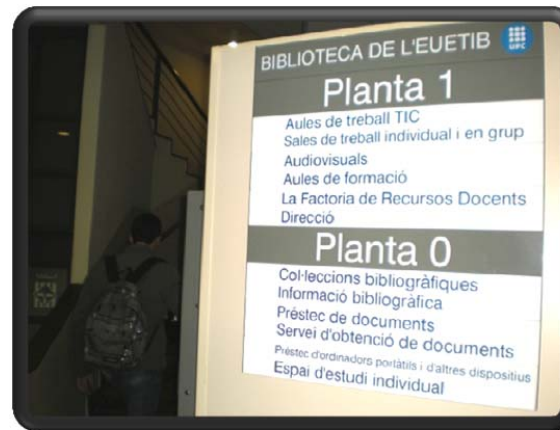 BIBLIOTECA DE L'EUETIB UPC
Planta 1
Aules de treball TIC
Sales de treball individual i en grup
Audiovisuals
Aules de formació
La Factoria de Recursos Docents
Direcció
Planta 0
Col·leccions bibliogràfiques
Informació bibliogràfica
Préstec de documents
Servei d'obtenció de documents
Préstec d'ordinadors portàtils i d'altres dispositius
Espai d'estudi individual